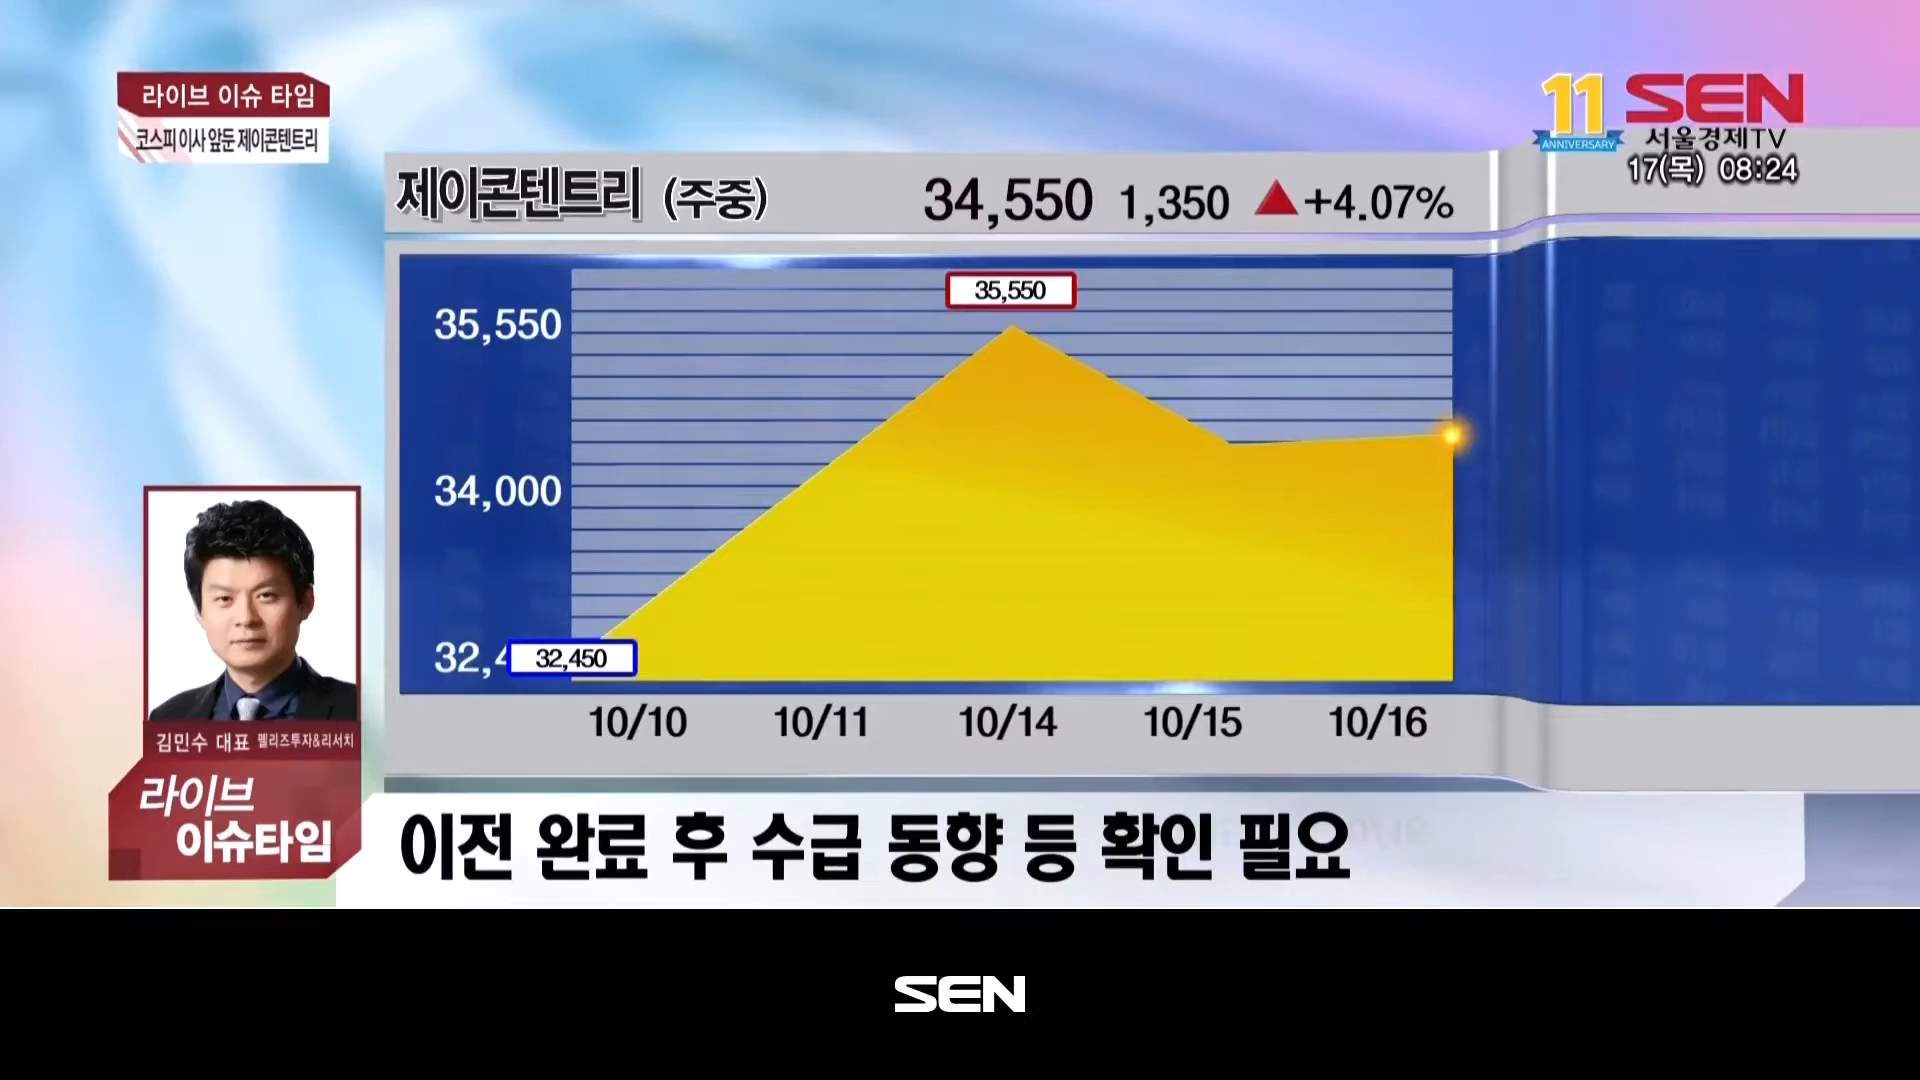 라이브 이슈 타임
코스피 이사 앞둔 제이콘텐트리
11
ANNIVERSARY
SEN
서울경제TV
17(목) 08:24
제이콘텐트리 (주중) 34,550 1,350 ▲+4.07%
35,550
35,550
34,000
32,4
32,450
10/10 10/11 10/14 10/15 10/16
김민수 대표 멜리즈투자&리서치
라이브
이슈타임
이전 완료 후 수급 동향 등 확인 필요
SEN